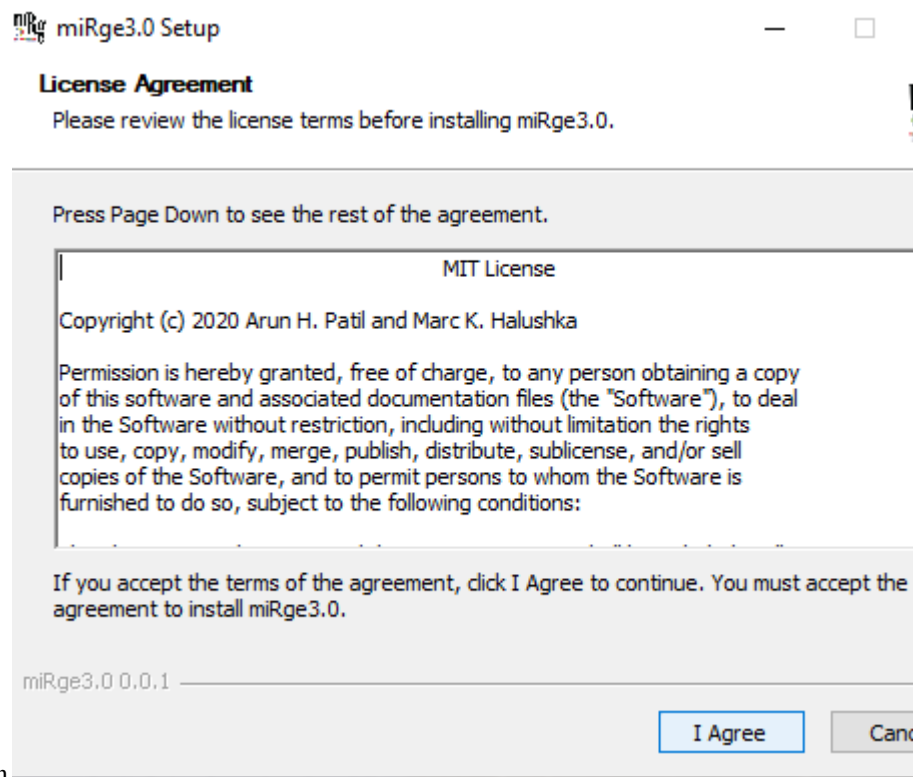 miRge3.0 Setup
License Agreement
Please review the license terms before installing miRge3.0.
Press Page Down to see the rest of the agreement.
MIT License
Copyright (c) 2020 Arun H. Patil and Marc K. Halushka
Permission is hereby granted, free of charge, to any person obtaining a copy
of this software and associated documentation files (the "Software"), to deal
in the Software without restriction, including without limitation the rights
to use, copy, modify, merge, publish, distribute, sublicense, and/or sell
copies of the Software, and to permit persons to whom the Software is
furnished to do so, subject to the following conditions:
If you accept the terms of the agreement, click I Agree to continue. You must accept the
agreement to install miRge3.0.
miRge3.0 0.0.1
I Agree